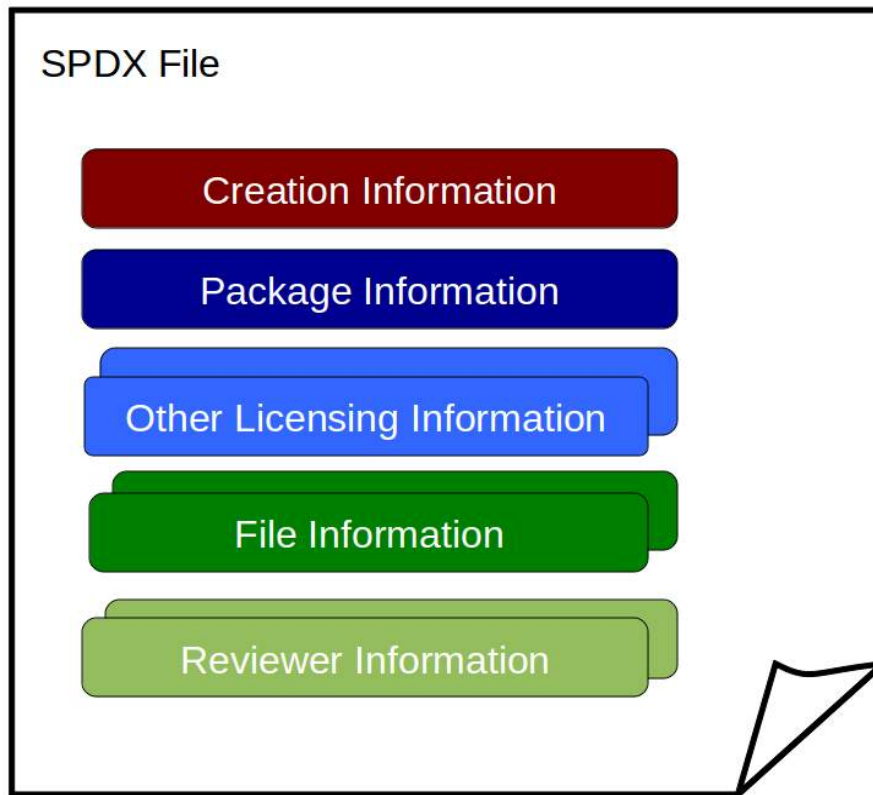 SPDX File
Creation Information
Package Information
Other Licensing Information
File Information
Reviewer Information